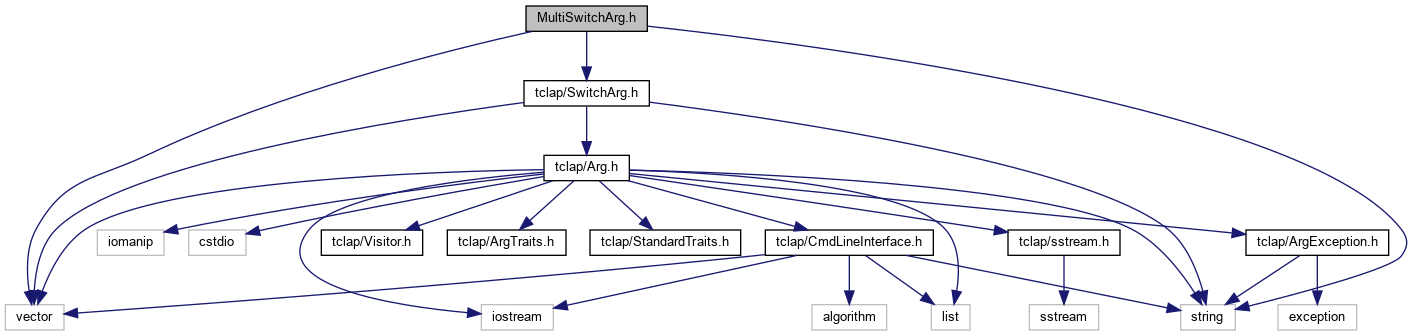 MultiSwitchArg.h
tclap/SwitchArg.h
tclap/Arg.h
iomanip
cstdio
tclap/Visitor.h
tclap/ArgTraits.h
tclap/StandardTraits.h
tclap/CmdLineInterface.h
tclap/sstream.h
tclap/ArgException.h
vector
iostream
algorithm
list
sstream
string
exception